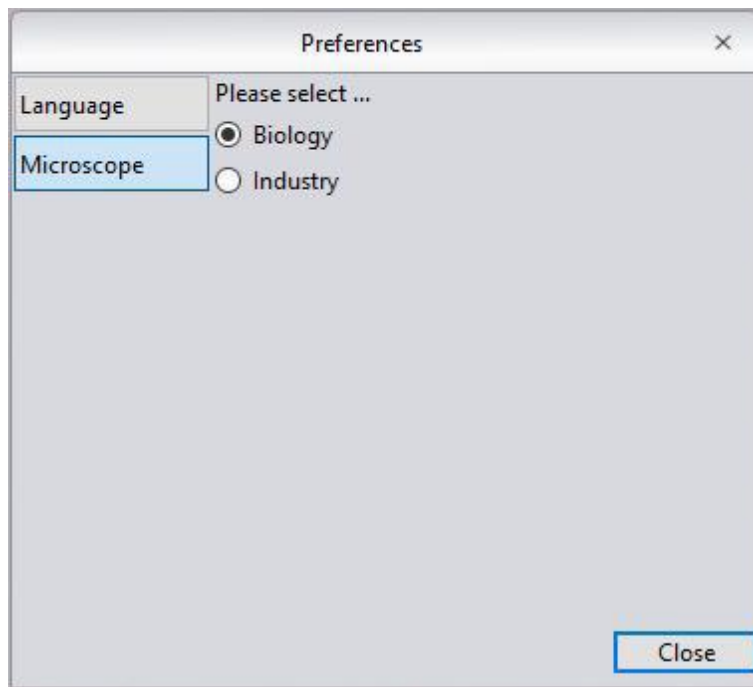 Preferences
Language
Microscope
Please select ...
Biology
Industry
Close